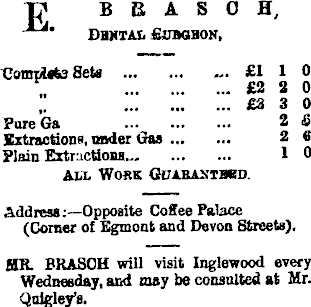 E. BRASCH,
DENTAL SURGEON,
Complete Sets ... ... ... £1 1 0
„ ... ... ... £2 2 0
„ ... ... ... £3 3 0
Pure Ga ... ... ... 2 6
Extractions, under Gas ... ... 2 6
Plain Extractions... ... ... 1 0
ALL WORK GUARANTEED.
Address:—Opposite Coffee Palace
(Corner of Egmont and Devon Streets).
MR. BRASCH will visit Inglewood every
Wednesday, and may be consulted at Mr.
Quigley's.